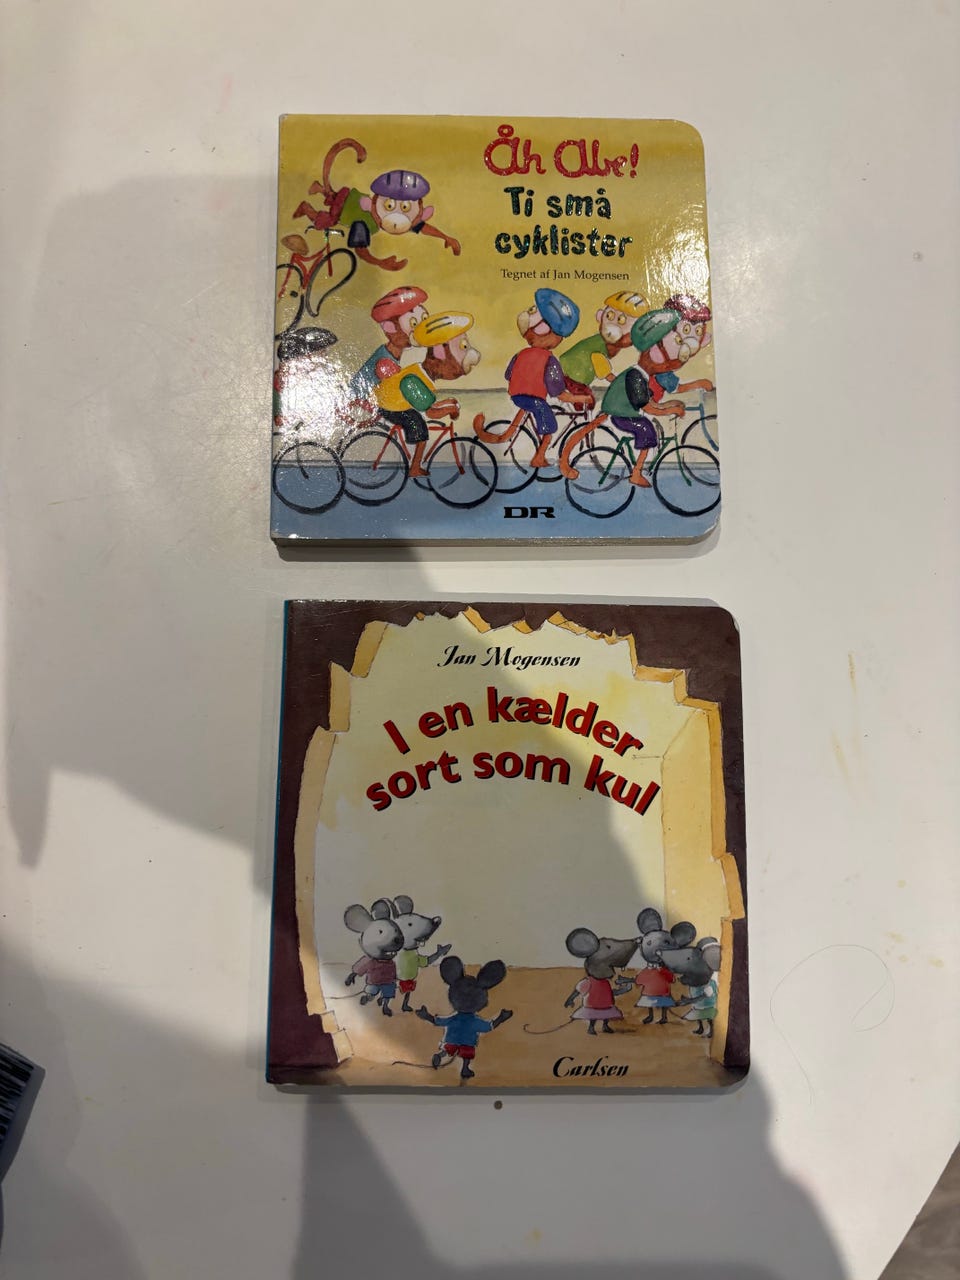 Åh Abe!
Ti små
cyklister
Tegnet af Jan Mogensen
DR
Jan Mogensen
I en kælder
sort som kul
Carlsen